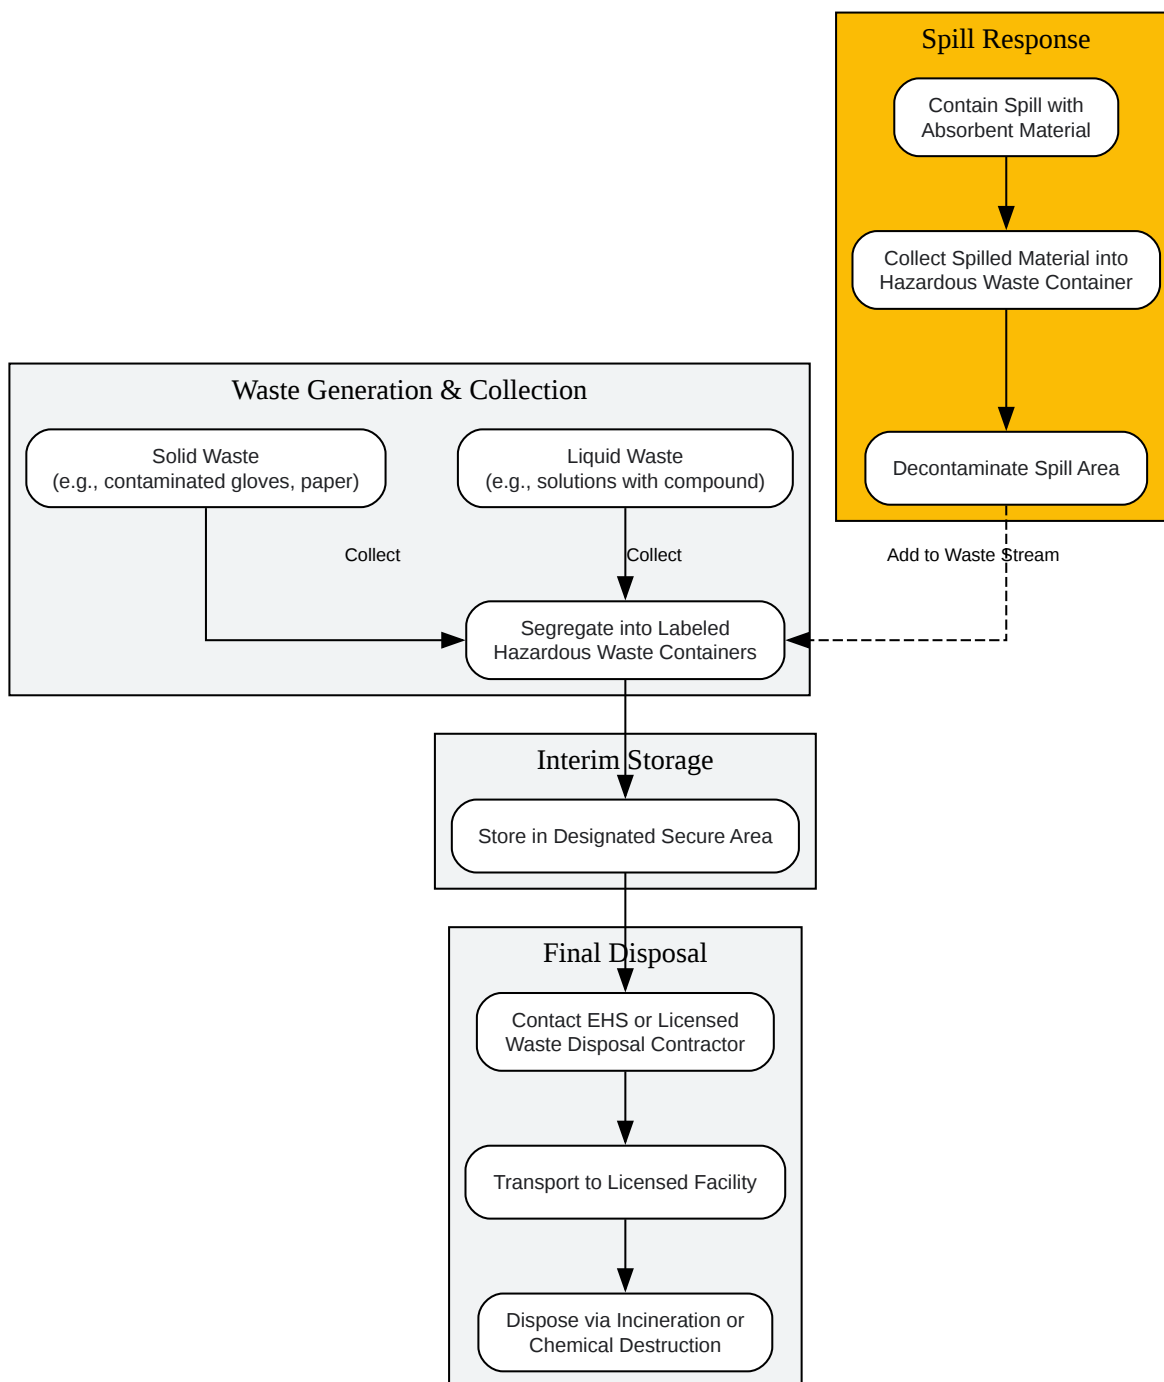 Spill Response
Contain Spill with
Absorbent Material
Collect Spilled Material into
Hazardous Waste Container
Decontaminate Spill Area
Add to Waste Stream
Waste Generation & Collection
Solid Waste
(e.g., contaminated gloves, paper)
Liquid Waste
(e.g., solutions with compound)
Collect
Collect
Segregate into Labeled
Hazardous Waste Containers
Interim Storage
Store in Designated Secure Area
Final Disposal
Contact EHS or Licensed
Waste Disposal Contractor
Transport to Licensed Facility
Dispose via Incineration or
Chemical Destruction